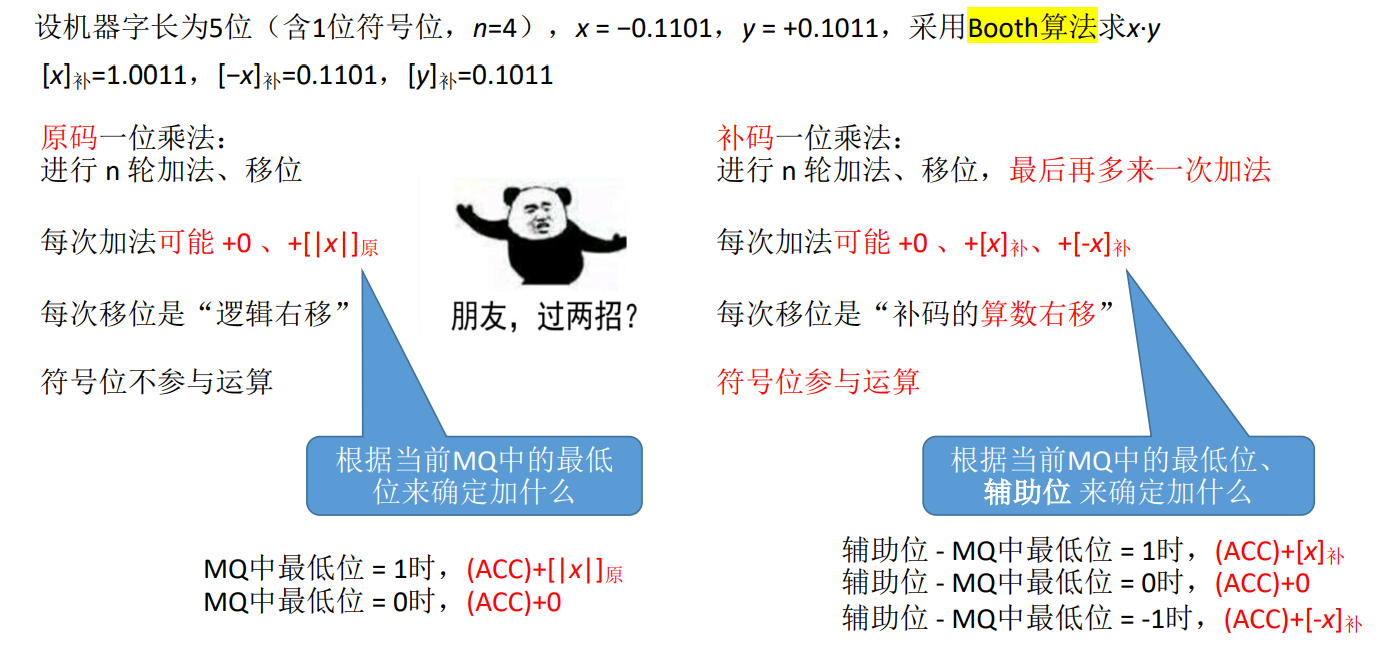 设机器字长为5位（含1位符号位，n=4），x = −0.1101，y = +0.1011，采用Booth算法求x·y
[x]补=1.0011，[−x]补=0.1101，[y]补=0.1011
原码一位乘法：
进行 n 轮加法、移位
每次加法可能 +0 、+[|x|]原
每次移位是“逻辑右移”
符号位不参与运算
根据当前MQ中的最低
位来确定加什么
MQ中最低位 = 1时，(ACC)+[|x|]原
MQ中最低位 = 0时，(ACC)+0
朋友，过两招?
补码一位乘法：
进行 n 轮加法、移位，最后再多来一次加法
每次加法可能 +0 、+[x]补、+[-x]补
每次移位是“补码的算数右移”
符号位参与运算
根据当前MQ中的最低位、
辅助位 来确定加什么
辅助位 - MQ中最低位 = 1时，(ACC)+[x]补
辅助位 - MQ中最低位 = 0时，(ACC)+0
辅助位 - MQ中最低位 = -1时，(ACC)+[-x]补